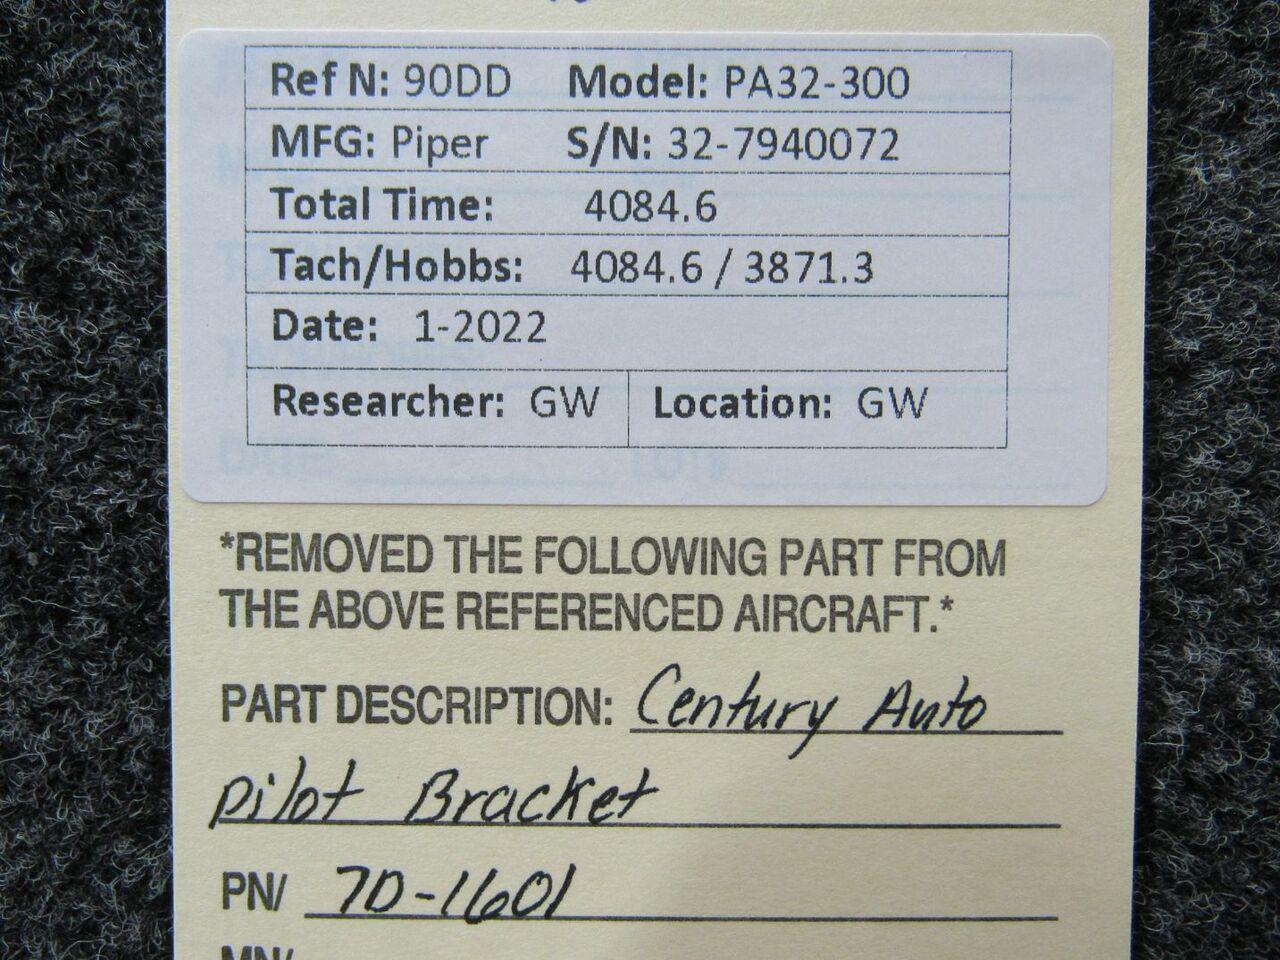 Ref N: 90DD Model: PA32-300
MFG: Piper S/N: 32-7940072
Total Time: 4084.6
Tach/Hobbs: 4084.6 / 3871.3
Date: 1-2022
Researcher: GW Location: GW
*REMOVED THE FOLLOWING PART FROM
THE ABOVE REFERENCED AIRCRAFT.*
PART DESCRIPTION: Century Auto
pilot Bracket
PN/ 7D-1601
MN/